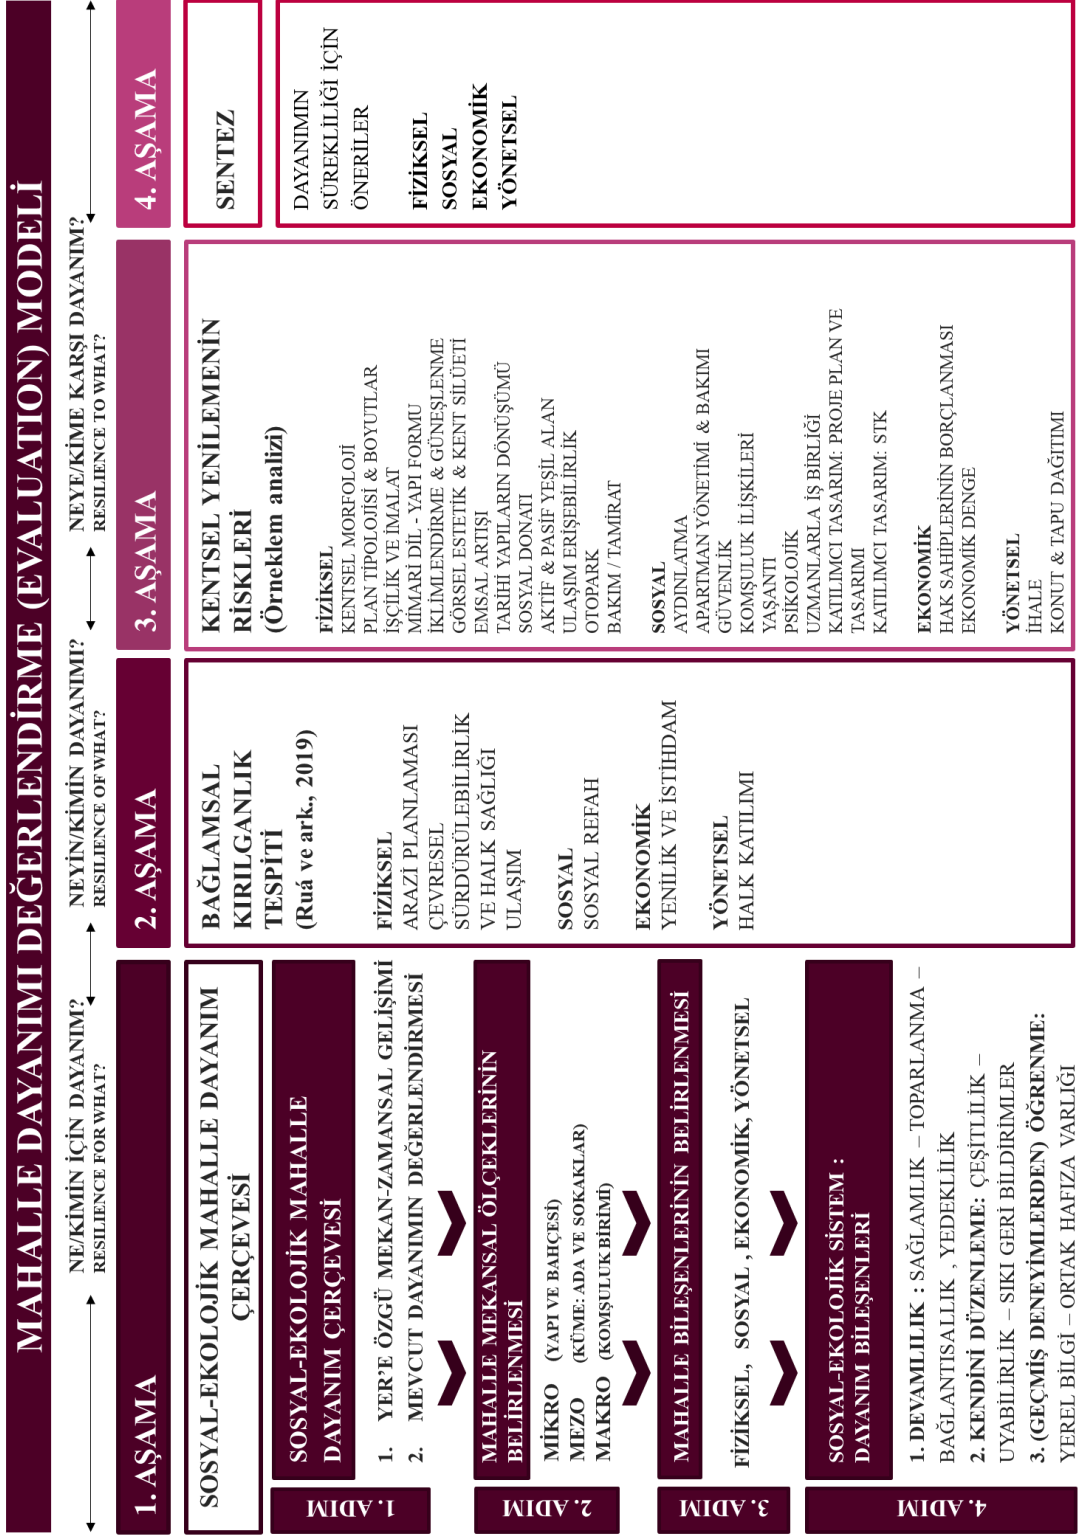 MAHALLE DAYANIMI DEĞERLENDİRME (EVALUATION) MODELİ
NE/KİMİN İÇİN DAYANIM?
RESILIENCE FOR WHAT?
NEYİN/KİMİN DAYANIMI?
RESILIENCE OF WHAT?
NEYE/KİME KARŞI DAYANIM?
RESILIENCE TO WHAT?
1. AŞAMA
SOSYAL-EKOLOJİK MAHALLE DAYANIM
ÇERÇEVESİ
1. ADIM
SOSYAL-EKOLOJİK MAHALLE
DAYANIM ÇERÇEVESİ
1. YER'E ÖZGÜ MEKAN-ZAMANSAL GELİŞİMİ
2. MEVCUT DAYANIMIN DEĞERLENDİRMESİ
2. ADIM
MAHALLE MEKANSAL ÖLÇEKLERİNİN
BELİRLENMESİ
MİKRO (YAPI VE BAHÇESİ)
MEZO (KÜME: ADA VE SOKAKLAR)
MAKRO (KOMŞULUK BİRİMİ)
3. ADIM
MAHALLE BİLEŞENLERİNİN BELİRLENMESİ
FİZİKSEL, SOSYAL , EKONOMİK, YÖNETSEL
4. ADIM
SOSYAL-EKOLOJİK SİSTEM :
DAYANIM BİLEŞENLERİ
1. DEVAMLILIK : SAĞLAMLIK – TOPARLANMA –
BAĞLANTISALLIK , YEDEKLİLİK
2. KENDİNİ DÜZENLEME: ÇEŞİTLİLİK –
UYABİLİRLİK – SIKI GERİ BİLDİRİMLER
3. (GEÇMİŞ DENEYİMLERDEN) ÖĞRENME:
YEREL BİLGİ – ORTAK HAFIZA VARLIĞI
2. AŞAMA
BAĞLAMSAL
KIRILGANLIK
TESPİTİ
(Ruá ve ark., 2019)
FİZİKSEL
ARAZİ PLANLAMASI
ÇEVRESEL
SÜRDÜRÜLEBİLİRLİK
VE HALK SAĞLIĞI
ULAŞIM
SOSYAL
SOSYAL REFAH
EKONOMİK
YENİLİK VE İSTİHDAM
YÖNETSEL
HALK KATILIMI
3. AŞAMA
KENTSEL YENİLEMENİN
RİSKLERİ
(Örneklem analizi)
FİZİKSEL
KENTSEL MORFOLOJİ
PLAN TİPOLOJİSİ & BOYUTLAR
İŞÇİLİK VE İMALAT
MİMARİ DİL - YAPI FORMU
İKLİMLENDİRME & GÜNEŞLENME
GÖRSEL ESTETİK & KENT SİLÜETİ
EMSAL ARTIŞI
TARİHİ YAPILARIN DÖNÜŞÜMÜ
SOSYAL DONATI
AKTİF & PASİF YEŞİL ALAN
ULAŞIM ERİŞEBİLİRLİK
OTOPARK
BAKIM / TAMİRAT
SOSYAL
AYDINLATMA
APARTMAN YÖNETİMİ & BAKIMI
GÜVENLİK
KOMŞULUK İLİŞKİLERİ
YAŞANTI
PSİKOLOJİK
UZMANLARLA İŞ BİRLİĞİ
KATILIMCI TASARIM: PROJE PLAN VE
TASARIMI
KATILIMCI TASARIM: STK
EKONOMİK
HAK SAHİPLERİNİN BORÇLANMASI
EKONOMİK DENGE
YÖNETSEL
İHALE
KONUT & TAPU DAĞITIMI
4. AŞAMA
SENTEZ
DAYANIMIN
SÜREKLİLİĞİ İÇİN
ÖNERİLER
FİZİKSEL
SOSYAL
EKONOMİK
YÖNETSEL